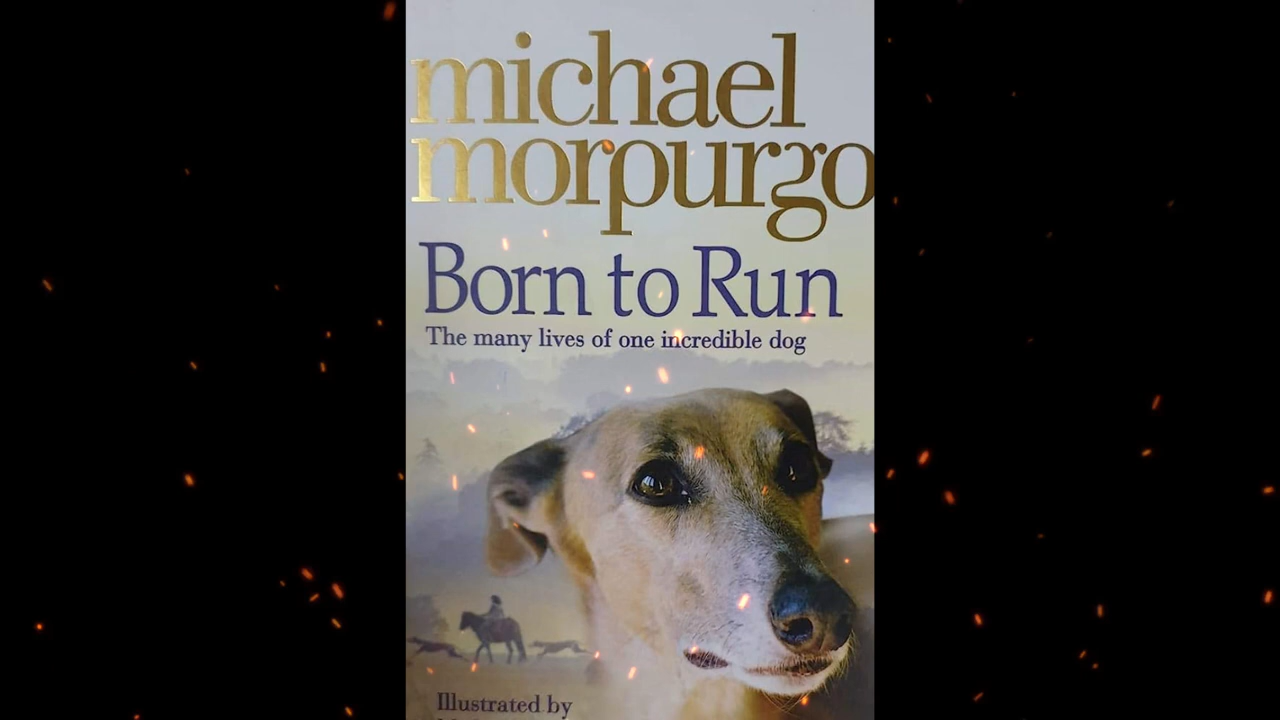 michael
morpurgo
Born to Run
The many lives of one incredible dog
Illustrated by